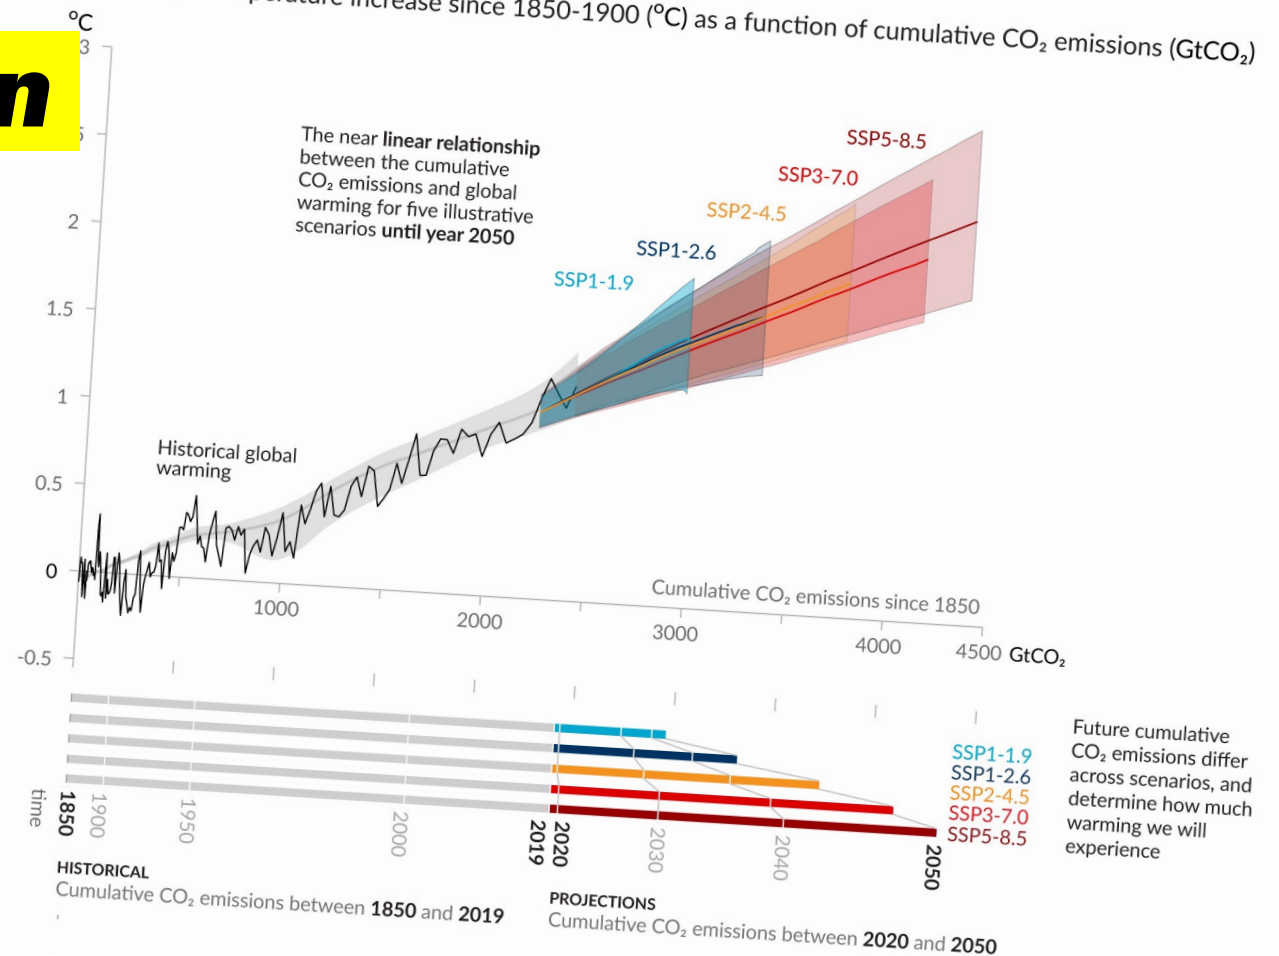 increase since 1850-1900 (°C) as a function of cumulative CO₂ emissions (GtCO₂)
°C
n
3
2
1.5
1
0.5
0
-0.5
The near linear relationship
between the cumulative
CO₂ emissions and global
warming for five illustrative
scenarios until year 2050
SSP5-8.5
SSP3-7.0
SSP2-4.5
SSP1-2.6
SSP1-1.9
Historical global
warming
Cumulative CO₂ emissions since 1850
1000
2000
3000
4000
4500 GtCO₂
SSP1-1.9
SSP1-2.6
SSP2-4.5
SSP3-7.0
SSP5-8.5
Future cumulative
CO₂ emissions differ
across scenarios, and
determine how much
warming we will
experience
time
1850
1900
1950
2000
2019
2020
2030
2040
2050
HISTORICAL
Cumulative CO₂ emissions between 1850 and 2019
PROJECTIONS
Cumulative CO₂ emissions between 2020 and 2050